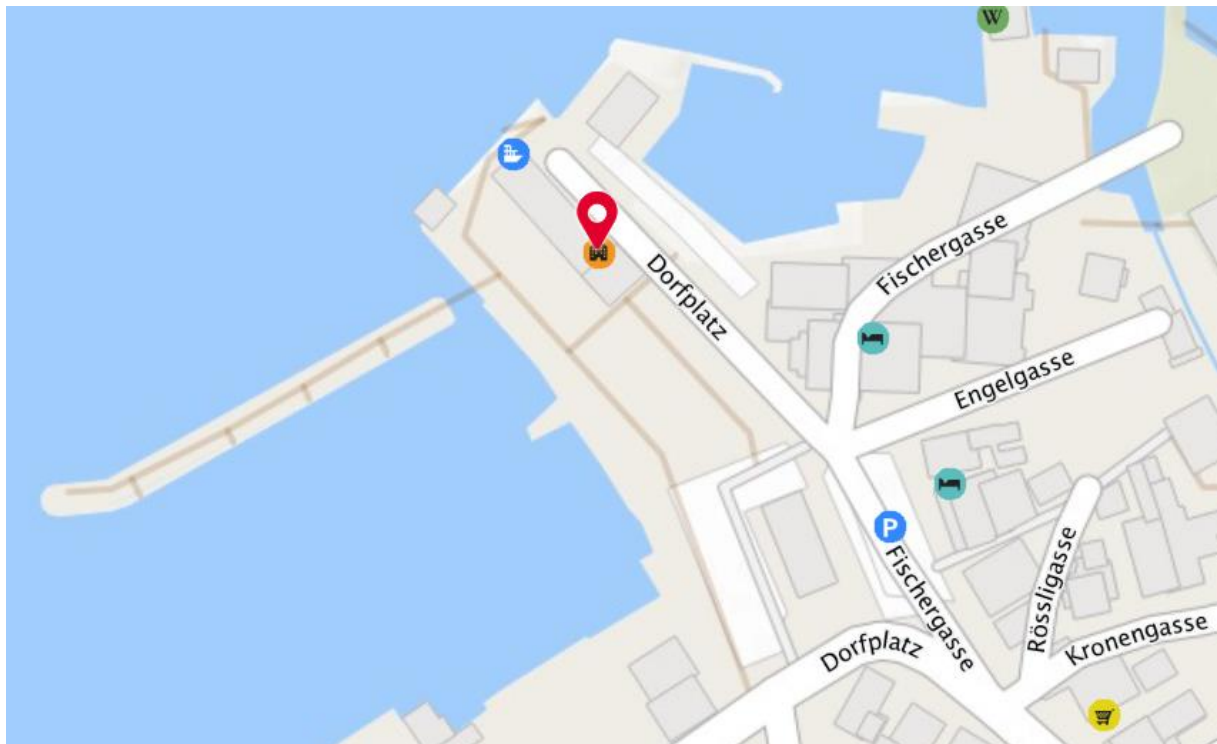 W
Fischergasse
Dorfplatz
Engelgasse
P
Fischergasse
Rössligasse
Kronengasse
Dorfplatz